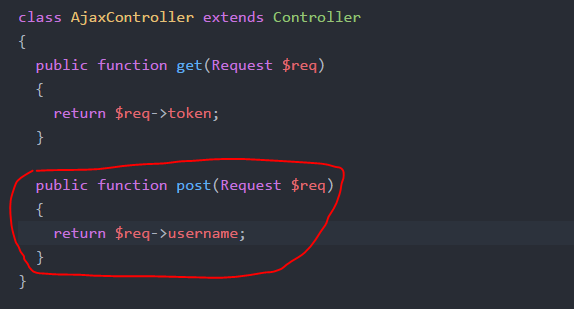 class AjaxController extends Controller
{
public function get(Request $req)
{
return $req->token;
}
public function post(Request $req)
{
return $req->username;
}
}